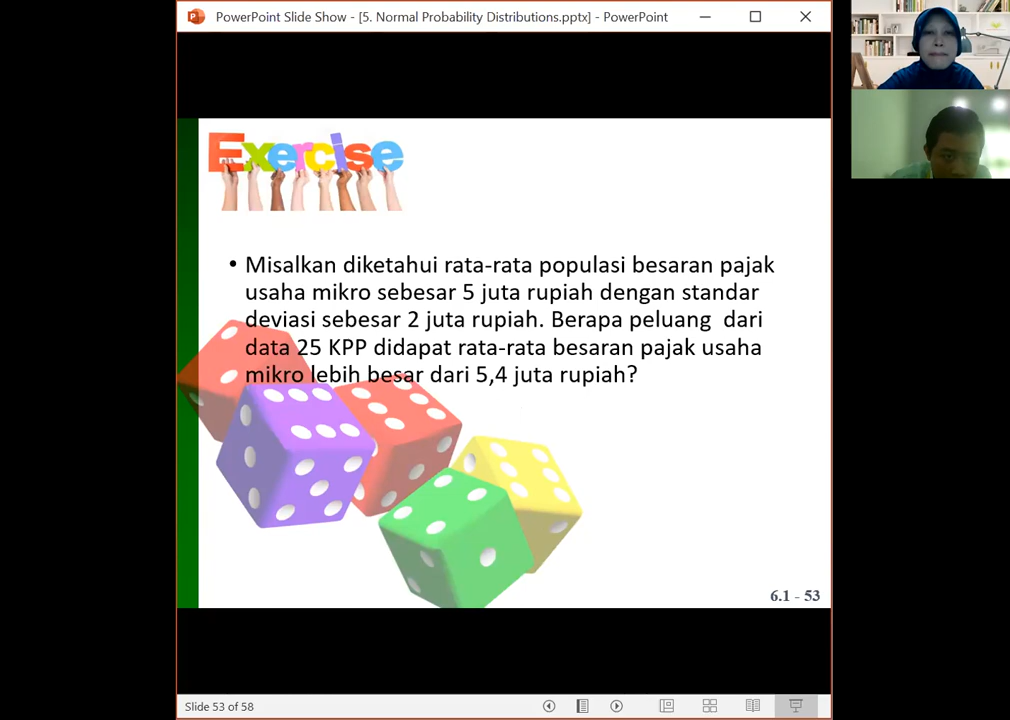 PowerPoint Slide Show - [5. Normal Probability Distributions.pptx] - PowerPoint
Exercise
• Misalkan diketahui rata-rata populasi besaran pajak
usaha mikro sebesar 5 juta rupiah dengan standar
deviasi sebesar 2 juta rupiah. Berapa peluang dari
data 25 KPP didapat rata-rata besaran pajak usaha
mikro lebih besar dari 5,4 juta rupiah?
6.1 - 53
Slide 53 of 58